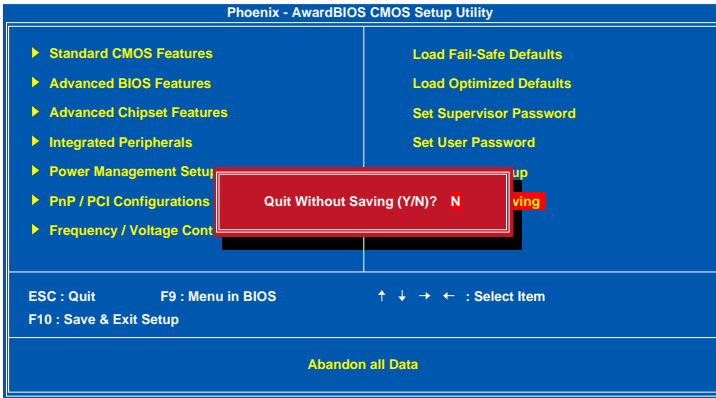 Phoenix - AwardBIOS CMOS Setup Utility
Standard CMOS Features
Advanced BIOS Features
Advanced Chipset Features
Integrated Peripherals
Power Management Setup
PnP / PCI Configurations
Frequency / Voltage Cont
Load Fail-Safe Defaults
Load Optimized Defaults
Set Supervisor Password
Set User Password
up
ving
Quit Without Saving (Y/N)? N
ESC : Quit F9 : Menu in BIOS ↑ ↓ → ← : Select Item
F10 : Save & Exit Setup
Abandon all Data